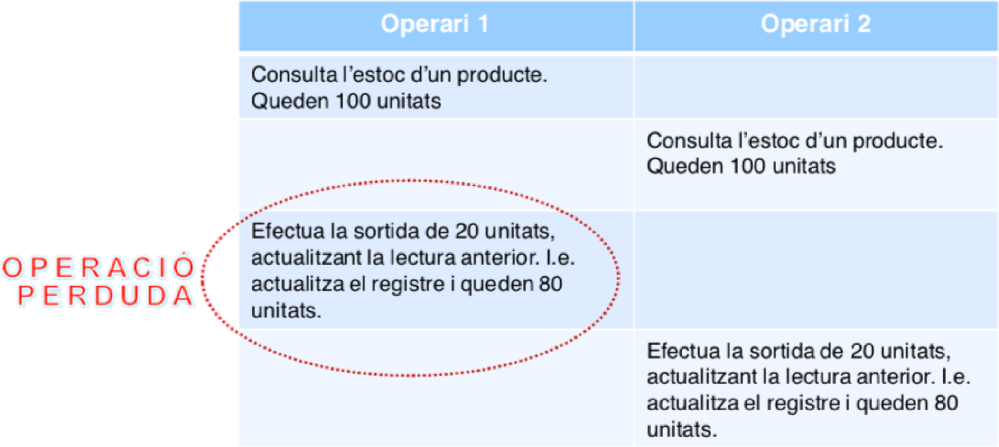 Operari 1
Operari 2
Consulta l’estoc d’un producte.
Queden 100 unitats
Consulta l’estoc d’un producte.
Queden 100 unitats
OPERACIÓ
PERDUDA
Efectua la sortida de 20 unitats,
actualitzant la lectura anterior. I.e.
actualitza el registre i queden 80
unitats.
Efectua la sortida de 20 unitats,
actualitzant la lectura anterior. I.e.
actualitza el registre i queden 80
unitats.